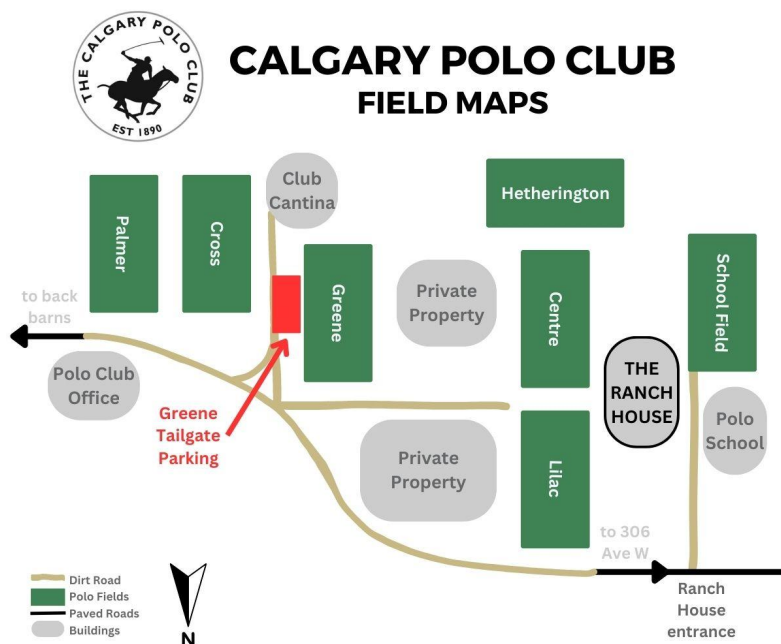 THE CALGARY POLO CLUB
EST 1890
CALGARY POLO CLUB
FIELD MAPS
Club
Cantina
Hetherington
Palmer
Cross
Greene
Private
Property
Centre
School Field
to back
barns
Polo Club
Office
THE
RANCH
HOUSE
Greene
Tailgate
Parking
Polo
School
Private
Property
Lilac
to 306
Ave W
Dirt Road
Polo Fields
Paved Roads
Buildings
N
Ranch
House
entrance